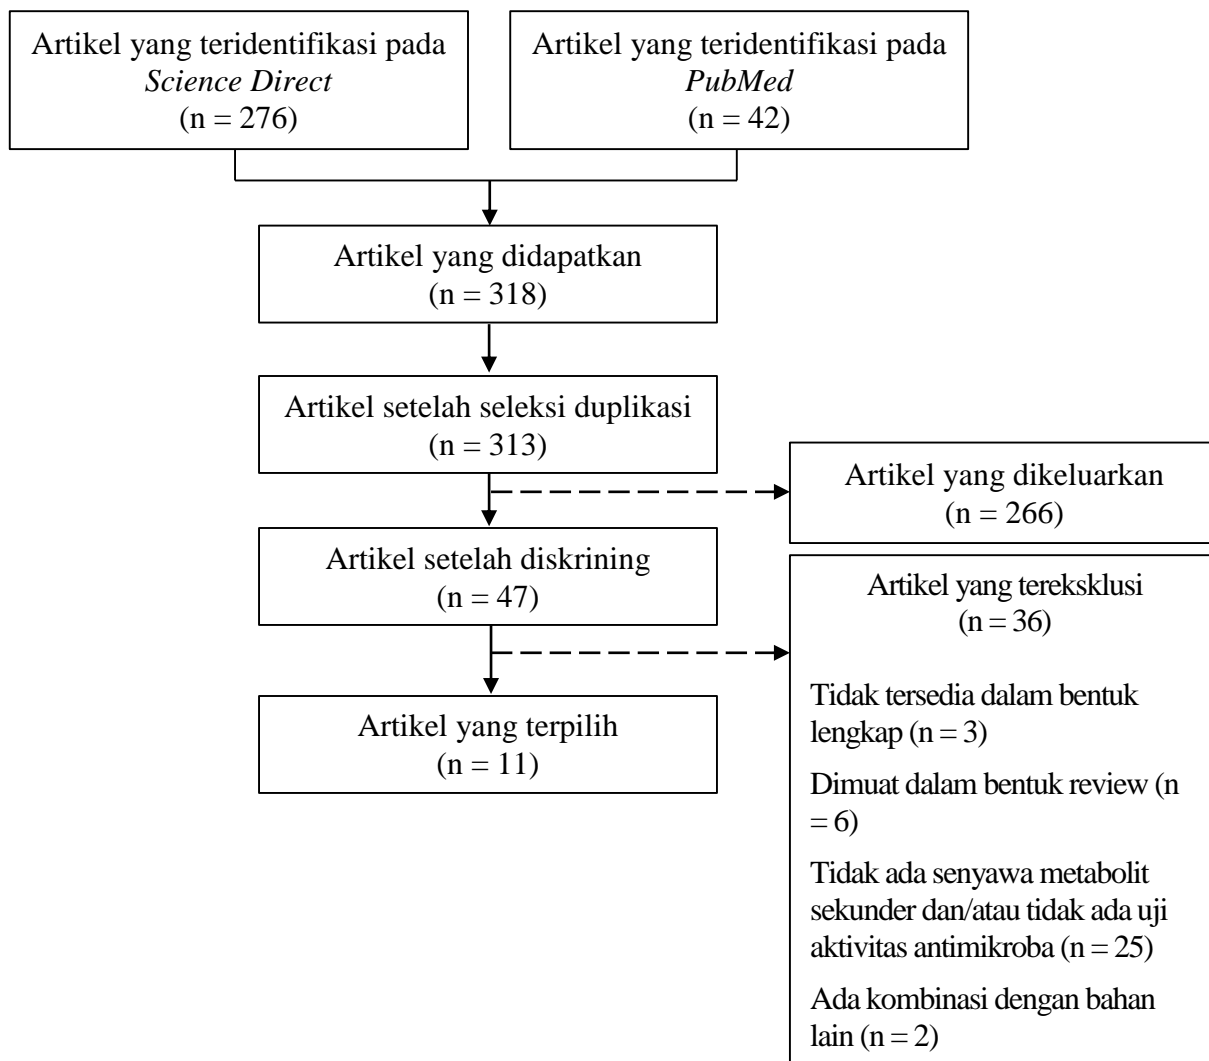 Artikel yang teridentifikasi pada
Science Direct
(n = 276)
Artikel yang teridentifikasi pada
PubMed
(n = 42)
Artikel yang didapatkan
(n = 318)
Artikel setelah seleksi duplikasi
(n = 313)
Artikel yang dikeluarkan
(n = 266)
Artikel setelah diskrining
(n = 47)
Artikel yang tereksklusi
(n = 36)
Tidak tersedia dalam bentuk
lengkap (n = 3)
Dimuat dalam bentuk review (n
= 6)
Tidak ada senyawa metabolit
sekunder dan/atau tidak ada uji
aktivitas antimikroba (n = 25)
Ada kombinasi dengan bahan
lain (n = 2)
Artikel yang terpilih
(n = 11)